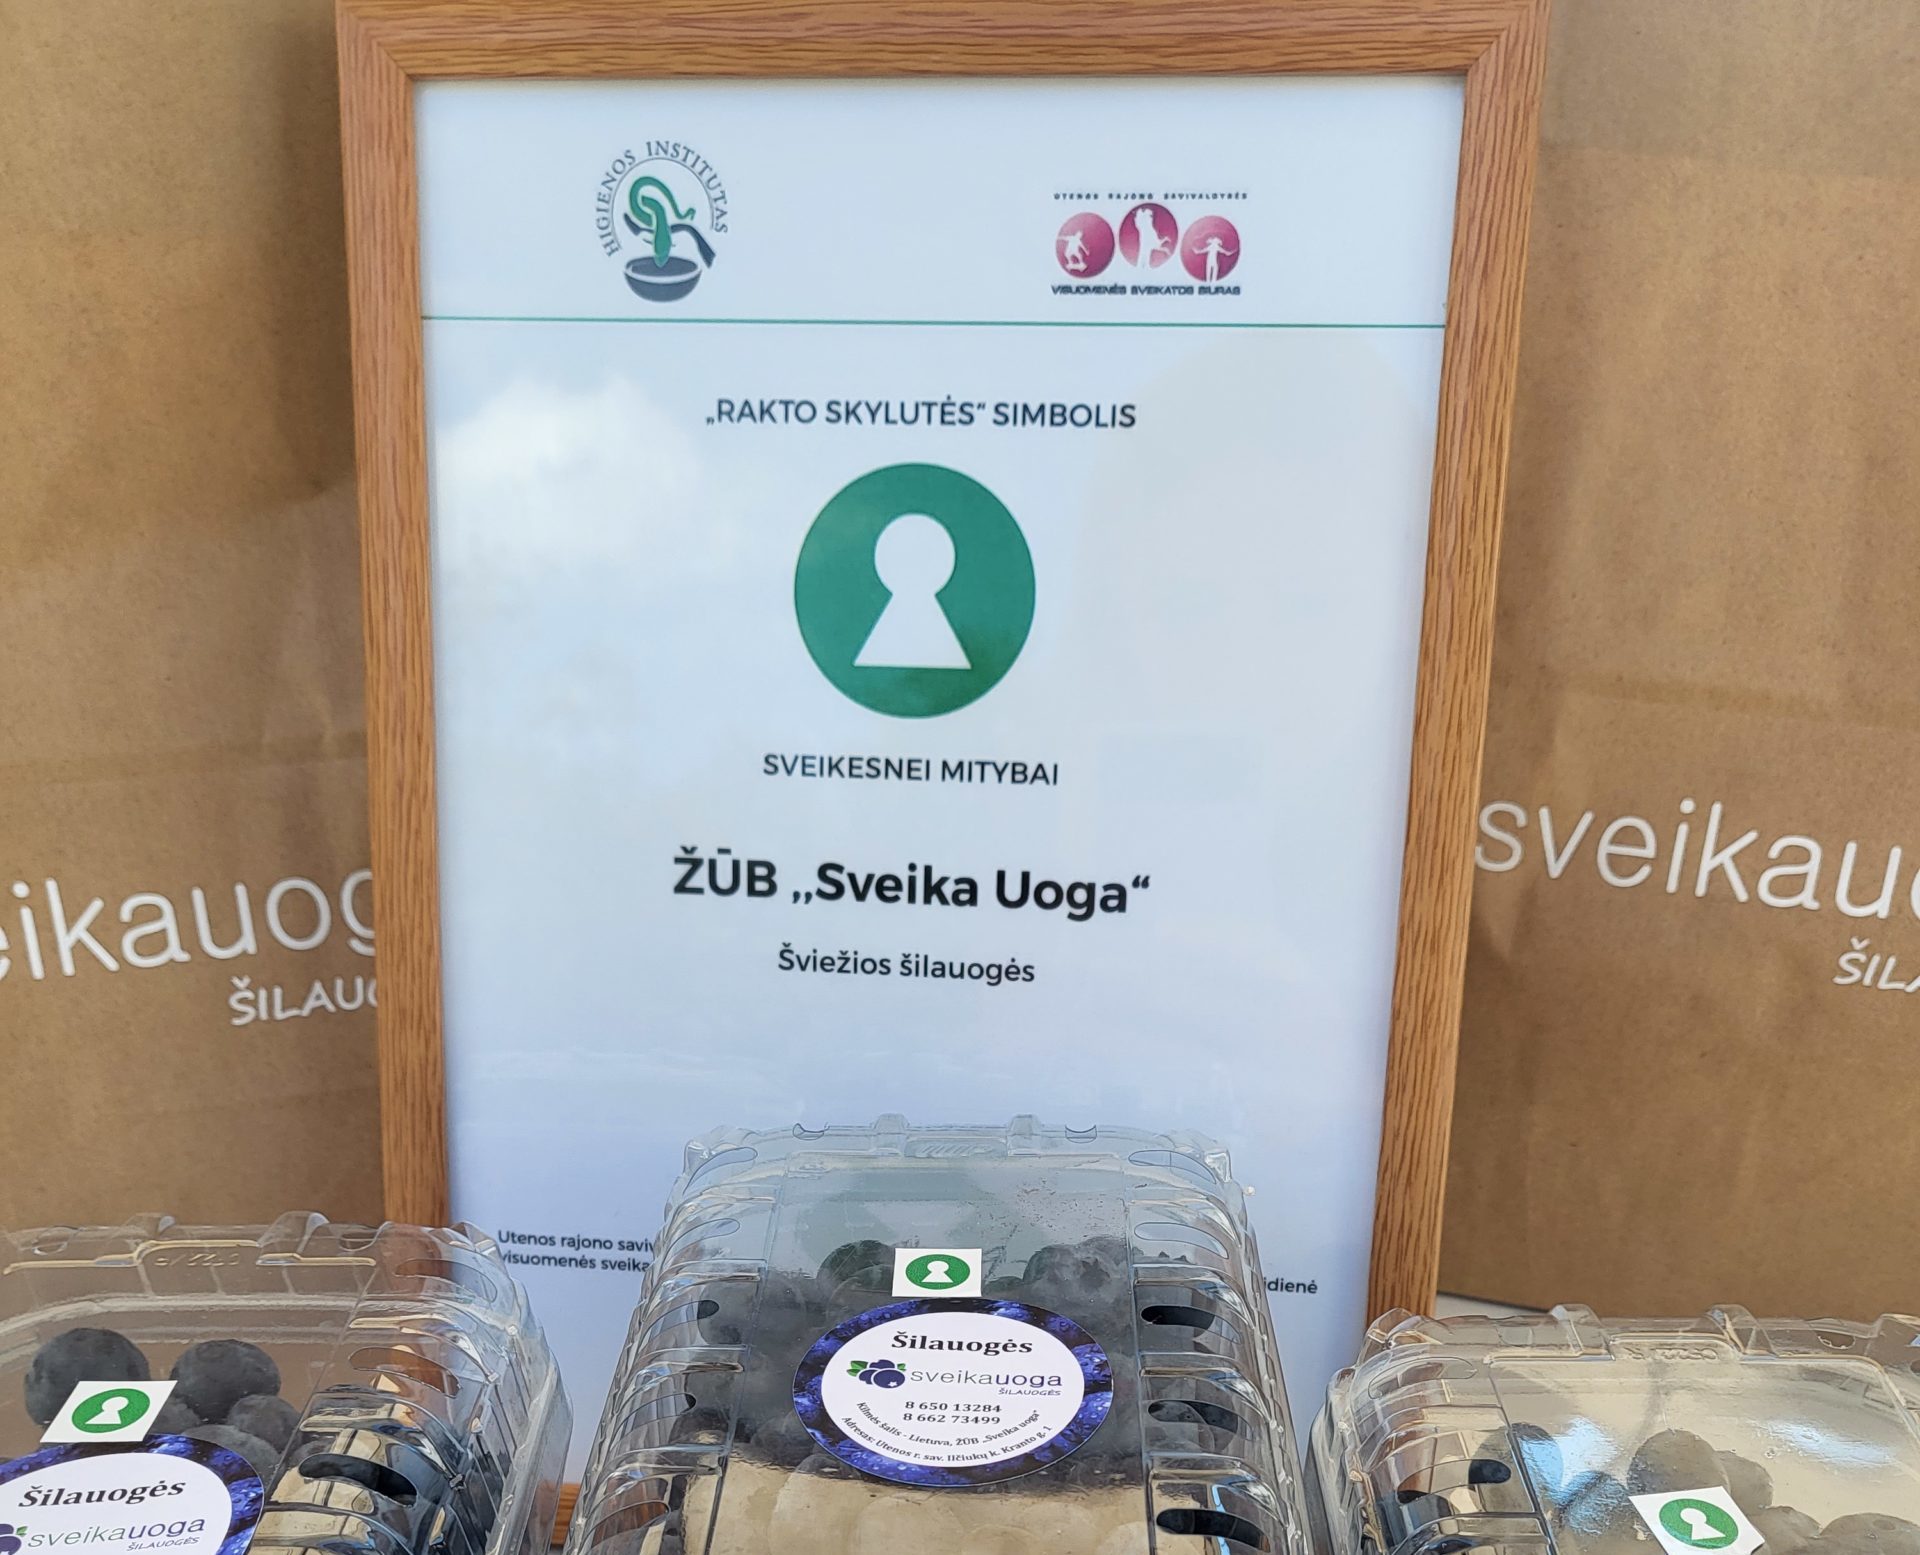 HIGIENOS INSTITUTAS
UTENOS RAJONO SAVIVALDYBĖS
VISUOMENĖS SVEIKATOS BIURAS
„RAKTO SKYLUTĖS“ SIMBOLIS
SVEIKESNEI MITYBAI
ŽŪB ,,Sveika Uoga“
Šviežios šilauogės
eikauog
ŠILAUO
sveikauo
ŠILA
Utenos rajono saviv
visuomenės sveika
idienė
Šilauogės
sveikauoga
ŠILAUOGĖS
8 650 13284
8 662 73499
Kilmės šalis - Lietuva, ŽŪB „Sveika uoga“
Adresas: Utenos r. sav. Ilčiukų k. Kranto g. 1
Šilauogės
sveikauoga
ŠILAUOGĖS